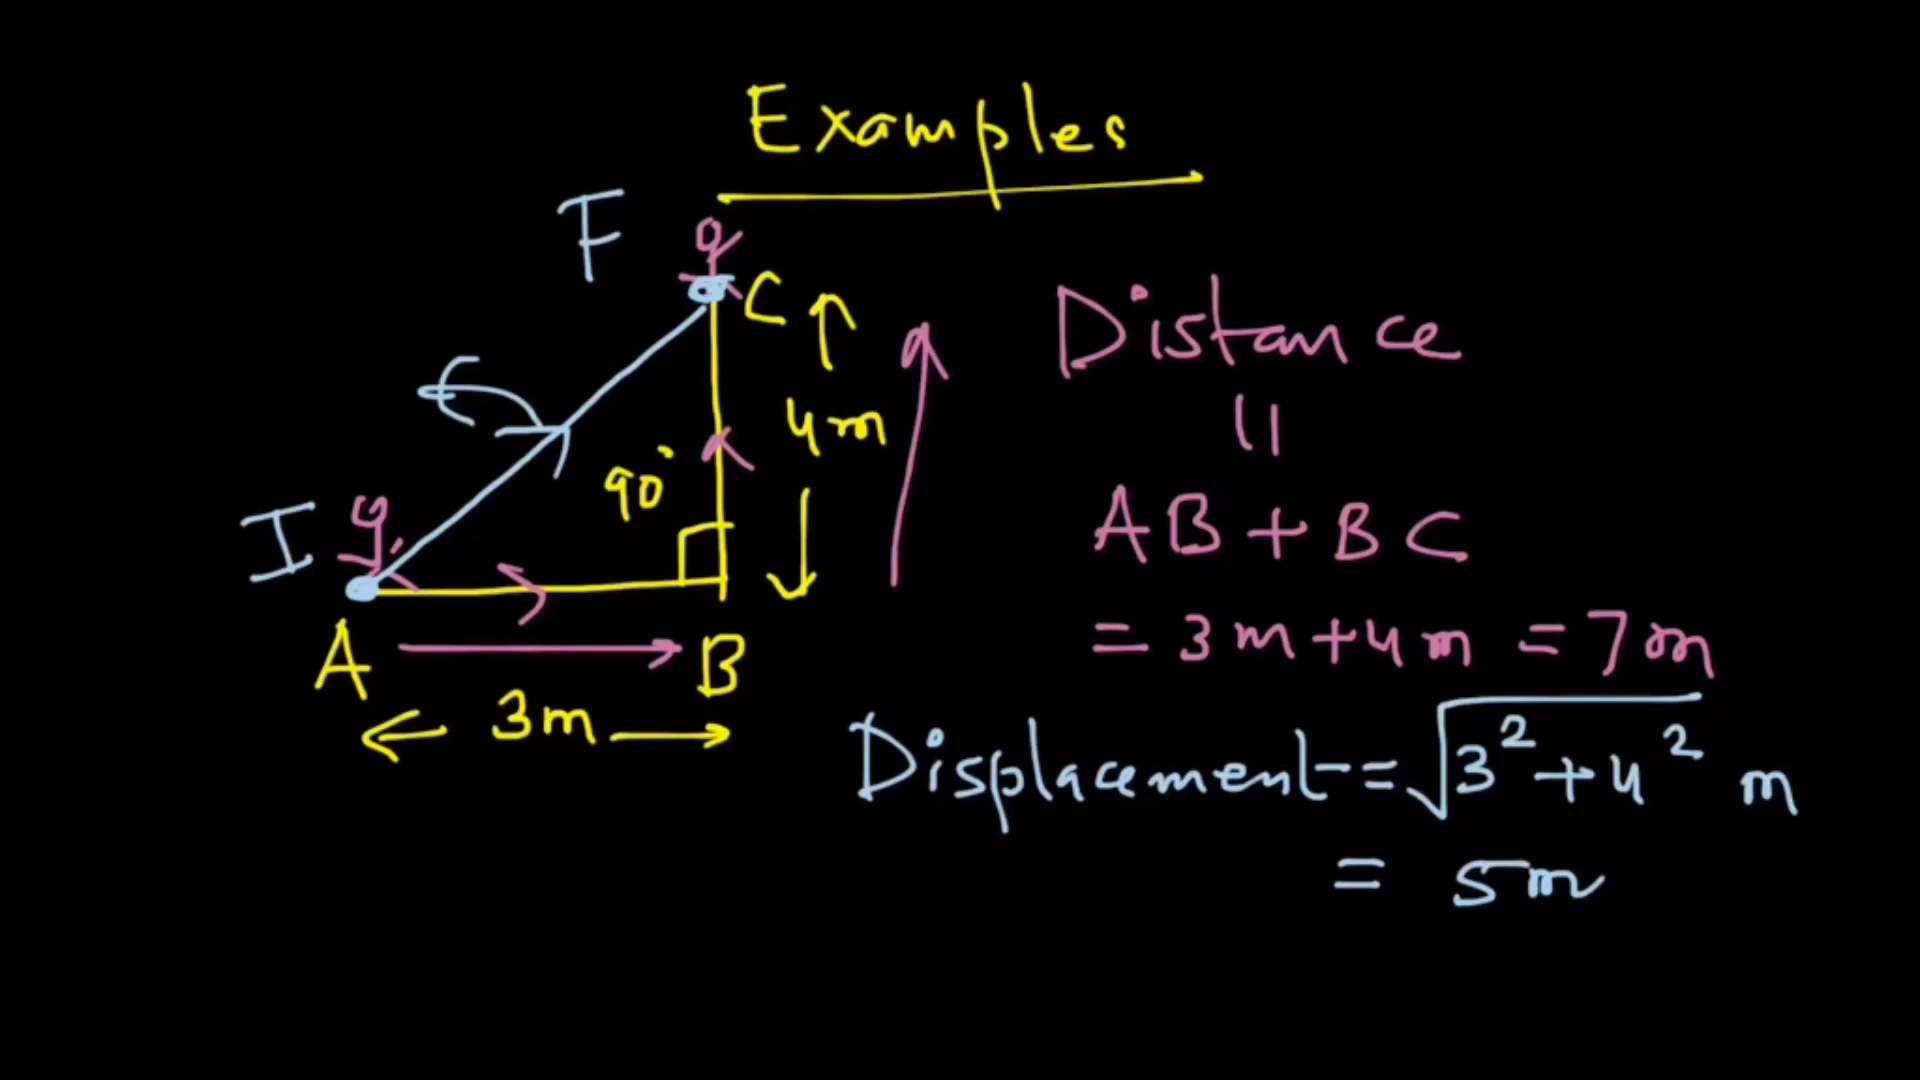 Examples
F
C
4m
90°
I
A
B
3m
Distance
=
AB + BC
= 3m + 4m = 7m
Displacement = √3² + 4² m
= 5m